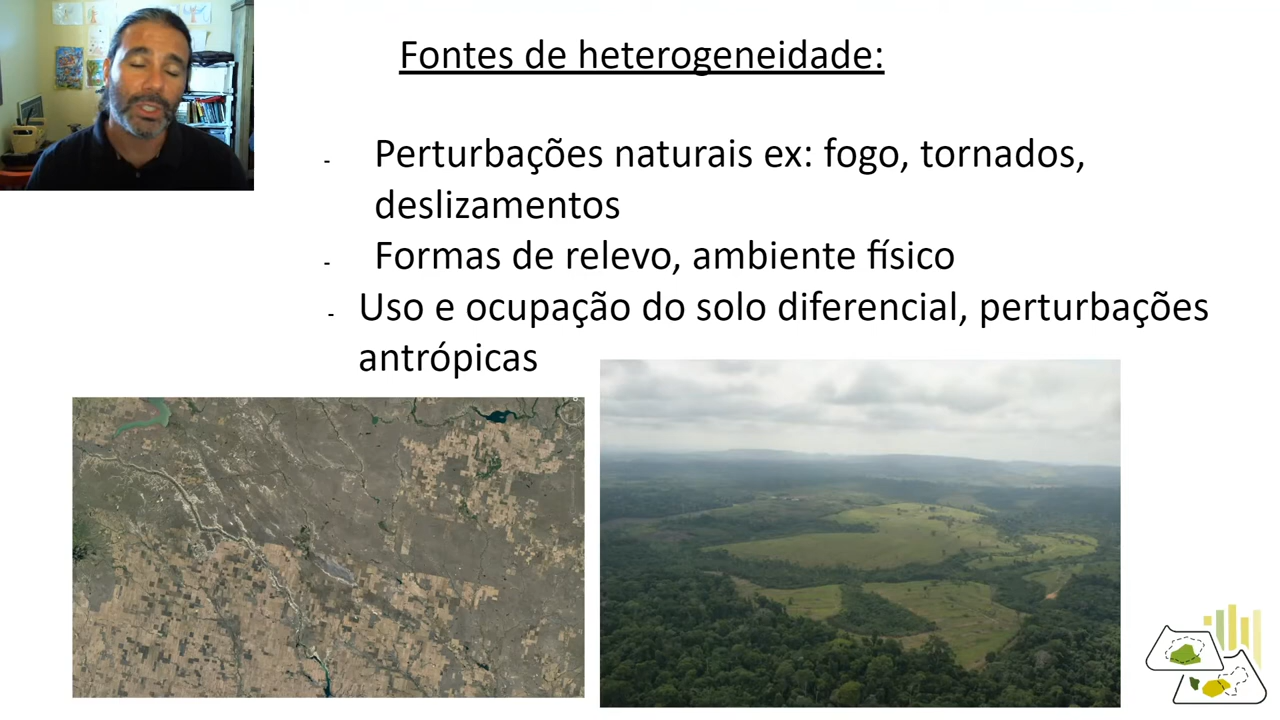 Fontes de heterogeneidade:
- Perturbações naturais ex: fogo, tornados,
deslizamentos
- Formas de relevo, ambiente físico
- Uso e ocupação do solo diferencial, perturbações
antrópicas